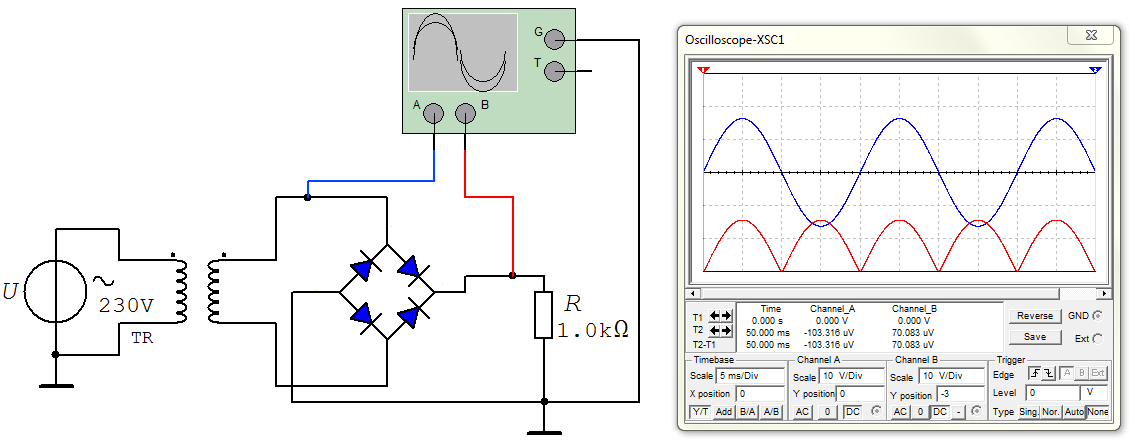 G
T
A B
U
230V
TR
R
1.0kΩ
Oscilloscope-XSC1
1 2
Time Channel_A Channel_B
T1 0.000 s 0.000 V 0.000 V
T2 50.000 ms -103.316 uV 70.083 uV
T2-T1 50.000 ms -103.316 uV 70.083 uV
Reverse GND
Save Ext
Timebase Channel A Channel B Trigger
Scale 5 ms/Div Scale 10 V/Div Scale 10 V/Div Edge A B Ext
X position 0 Y position 0 Y position -3 Level 0 V
Y/T Add B/A A/B AC 0 DC AC 0 DC - Type Sing. Nor. Auto None